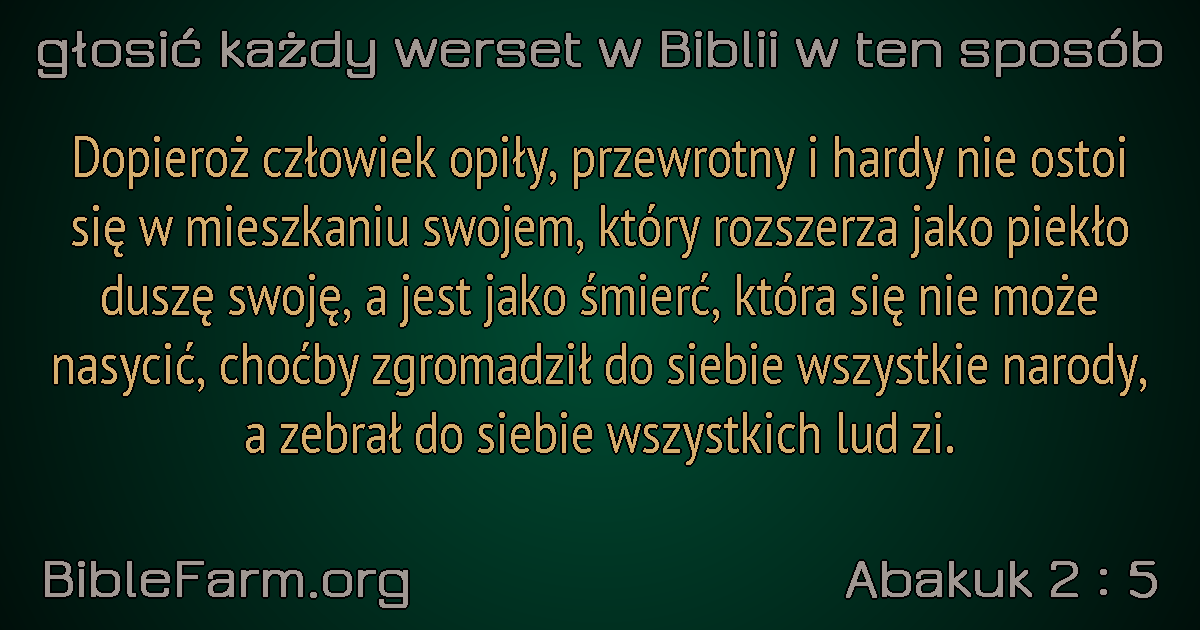 głosić każdy werset w Biblii w ten sposób
Dopieroż człowiek opiły, przewrotny i hardy nie ostoi
się w mieszkaniu swojem, który rozszerza jako piekło
duszę swoję, a jest jako śmierć, która się nie może
nasycić, choćby zgromadził do siebie wszystkie narody,
a zebrał do siebie wszystkich lud zi.
BibleFarm.org
Abakuk 2 : 5